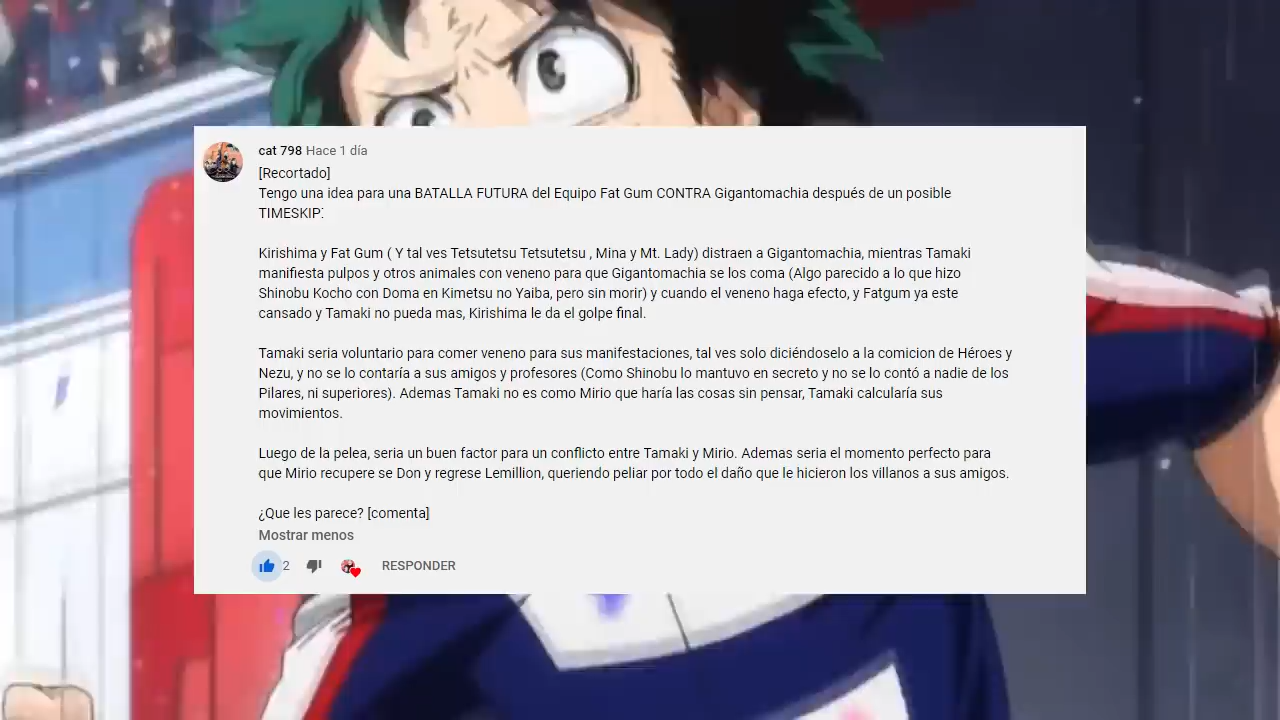 cat 798 Hace 1 día
[Recortado]
Tengo una idea para una BATALLA FUTURA del Equipo Fat Gum CONTRA Gigantomachia después de un posible
TIMESKIP:
Kirishima y Fat Gum ( Y tal ves Tetsutetsu Tetsutetsu , Mina y Mt. Lady) distraen a Gigantomachia, mientras Tamaki
manifiesta pulpos y otros animales con veneno para que Gigantomachia se los coma (Algo parecido a lo que hizo
Shinobu Kocho con Doma en Kimetsu no Yaiba, pero sin morir) y cuando el veneno haga efecto, y Fatgum ya este
cansado y Tamaki no pueda mas, Kirishima le da el golpe final.
Tamaki seria voluntario para comer veneno para sus manifestaciones, tal ves solo diciéndoselo a la comicion de Héroes y
Nezu, y no se lo contaría a sus amigos y profesores (Como Shinobu lo mantuvo en secreto y no se lo contó a nadie de los
Pilares, ni superiores). Ademas Tamaki no es como Mirio que haría las cosas sin pensar, Tamaki calcularía sus
movimientos.
Luego de la pelea, seria un buen factor para un conflicto entre Tamaki y Mirio. Ademas seria el momento perfecto para
que Mirio recupere se Don y regrese Lemillion, queriendo peliar por todo el daño que le hicieron los villanos a sus amigos.
¿Que les parece? [comenta]
Mostrar menos
2 RESPONDER